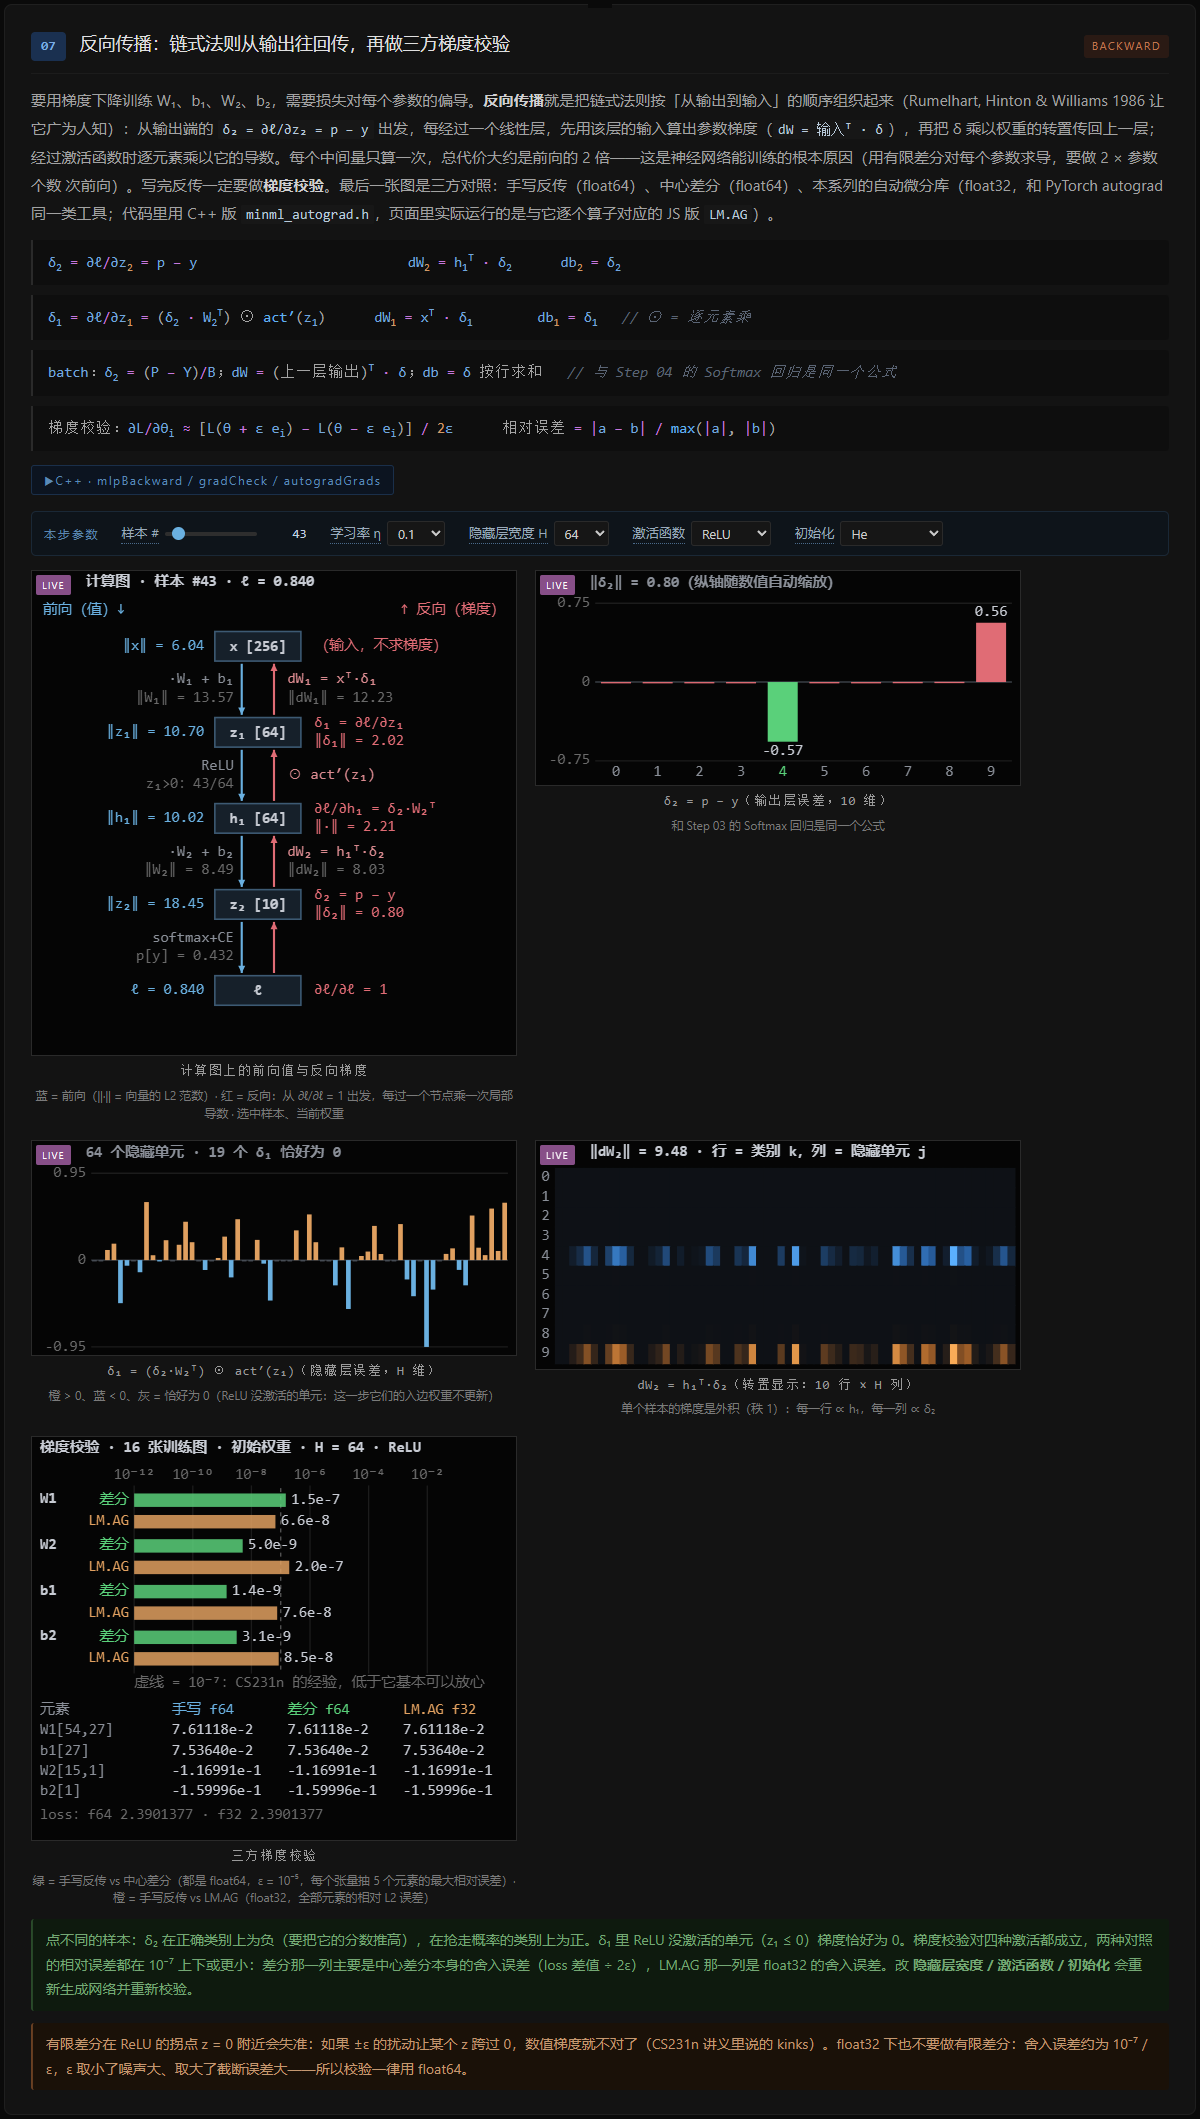 07 反向传播：链式法则从输出往回传，再做三方梯度校验 BACKWARD
要用梯度下降训练 W₁、b₁、W₂、b₂，需要损失对每个参数的偏导。反向传播就是把链式法则按「从输出到输入」的顺序组织起来（Rumelhart, Hinton & Williams 1986 让
它广为人知）：从输出端的 δ₂ = ∂ℓ/∂z₂ = p − y 出发，每经过一个线性层，先用该层的输入算出参数梯度（ dW = 输入ᵀ · δ ），再把 δ 乘以权重的转置传回上一层；
经过激活函数时逐元素乘以它的导数。每个中间量只算一次，总代价大约是前向的 2 倍——这是神经网络能训练的根本原因（用有限差分对每个参数求导，要做 2 × 参数
个数 次前向）。写完反传一定要做梯度校验。最后一张图是三方对照：手写反传（float64）、中心差分（float64）、本系列的自动微分库（float32，和 PyTorch autograd
同一类工具；代码里用 C++ 版 minml_autograd.h，页面里实际运行的是与它逐个算子对应的 JS 版 LM.AG ）。
δ₂ = ∂ℓ/∂z₂ = p − y dW₂ = h₁ᵀ · δ₂ db₂ = δ₂
δ₁ = ∂ℓ/∂z₁ = (δ₂ · W₂ᵀ) ⊙ act′(z₁) dW₁ = xᵀ · δ₁ db₁ = δ₁ // ⊙ = 逐元素乘
batch：δ₂ = (P − Y)/B；dW = (上一层输出)ᵀ · δ；db = δ 按行求和 // 与 Step 04 的 Softmax 回归是同一个公式
梯度校验：∂L/∂θᵢ ≈ [L(θ + ε eᵢ) − L(θ − ε eᵢ)] / 2ε 相对误差 = |a − b| / max(|a|, |b|)
▶C++ · mlpBackward / gradCheck / autogradGrads
本步参数 样本 # 43 学习率 η 0.1 隐藏层宽度 H 64 激活函数 ReLU 初始化 He
LIVE 计算图 · 样本 #43 · ℓ = 0.840
前向（值）↓ ↑ 反向（梯度）
‖x‖ = 6.04 x [256] （输入，不求梯度）
·W₁ + b₁ dW₁ = xᵀ·δ₁
‖W₁‖ = 13.57 ‖dW₁‖ = 12.23
‖z₁‖ = 10.70 z₁ [64] δ₁ = ∂ℓ/∂z₁
‖δ₁‖ = 2.02
ReLU
z₁>0: 43/64 ⊙ act′(z₁)
‖h₁‖ = 10.02 h₁ [64] ∂ℓ/∂h₁ = δ₂·W₂ᵀ
‖·‖ = 2.21
·W₂ + b₂ dW₂ = h₁ᵀ·δ₂
‖W₂‖ = 8.49 ‖dW₂‖ = 8.03
‖z₂‖ = 18.45 z₂ [10] δ₂ = p − y
‖δ₂‖ = 0.80
softmax+CE
p[y] = 0.432
ℓ = 0.840 ℓ ∂ℓ/∂ℓ = 1
计算图上的前向值与反向梯度
蓝 = 前向（‖·‖ = 向量的 L2 范数）· 红 = 反向：从 ∂ℓ/∂ℓ = 1 出发，每过一个节点乘一次局部
导数 · 选中样本、当前权重
LIVE ‖δ₂‖ = 0.80 (纵轴随数值自动缩放)
0.75
0.56
0
-0.57
-0.75
0 1 2 3 4 5 6 7 8 9
δ₂ = p − y（输出层误差，10 维）
和 Step 03 的 Softmax 回归是同一个公式
LIVE 64 个隐藏单元 · 19 个 δ₁ 恰好为 0
0.95
0
-0.95
δ₁ = (δ₂·W₂ᵀ) ⊙ act′(z₁)（隐藏层误差，H 维）
橙 > 0、蓝 < 0、灰 = 恰好为 0（ReLU 没激活的单元：这一步它们的入边权重不更新）
LIVE ‖dW₂‖ = 9.48 · 行 = 类别 k, 列 = 隐藏单元 j
0
1
2
3
4
5
6
7
8
9
dW₂ = h₁ᵀ·δ₂（转置显示：10 行 × H 列）
单个样本的梯度是外积（秩 1）：每一行 ∝ h₁，每一列 ∝ δ₂
梯度校验 · 16 张训练图 · 初始权重 · H = 64 · ReLU
10⁻¹² 10⁻¹⁰ 10⁻⁸ 10⁻⁶ 10⁻⁴ 10⁻²
W1 差分 1.5e-7
LM.AG 6.6e-8
W2 差分 5.0e-9
LM.AG 2.0e-7
b1 差分 1.4e-9
LM.AG 7.6e-8
b2 差分 3.1e-9
LM.AG 8.5e-8
虚线 = 10⁻⁷：CS231n 的经验，低于它基本可以放心
元素 手写 f64 差分 f64 LM.AG f32
W1[54,27] 7.61118e-2 7.61118e-2 7.61118e-2
b1[27] 7.53640e-2 7.53640e-2 7.53640e-2
W2[15,1] -1.16991e-1 -1.16991e-1 -1.16991e-1
b2[1] -1.59996e-1 -1.59996e-1 -1.59996e-1
loss: f64 2.3901377 · f32 2.3901377
三方梯度校验
绿 = 手写反传 vs 中心差分（都是 float64，ε = 10⁻⁵，每个张量抽 5 个元素的最大相对误差）·
橙 = 手写反传 vs LM.AG（float32，全部元素的相对 L2 误差）
点不同的样本：δ₂ 在正确类别上为负（要把它的分数推高），在抢走概率的类别上为正。δ₁ 里 ReLU 没激活的单元（z₁ ≤ 0）梯度恰好为 0。梯度校验对四种激活都成立，两种对照
的相对误差都在 10⁻⁷ 上下或更小：差分那一列主要是中心差分本身的舍入误差（loss 差值 ÷ 2ε），LM.AG 那一列是 float32 的舍入误差。改 隐藏层宽度 / 激活函数 / 初始化 会重
新生成网络并重新校验。
有限差分在 ReLU 的拐点 z = 0 附近会失准：如果 ±ε 的扰动让某个 z 跨过 0，数值梯度就不对了（CS231n 讲义里说的 kinks）。float32 下也不要做有限差分：舍入误差约为 10⁻⁷ /
ε，ε 取小了噪声大、取大了截断误差大——所以校验一律用 float64。